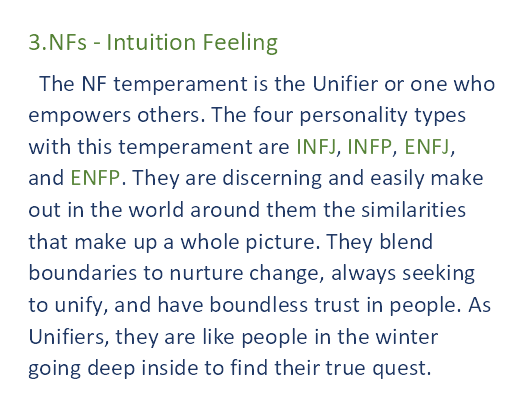 3.NFs - Intuition Feeling
The NF temperament is the Unifier or one who
empowers others. The four personality types
with this temperament are INFJ, INFP, ENFJ,
and ENFP. They are discerning and easily make
out in the world around them the similarities
that make up a whole picture. They blend
boundaries to nurture change, always seeking
to unify, and have boundless trust in people. As
Unifiers, they are like people in the winter
going deep inside to find their true quest.